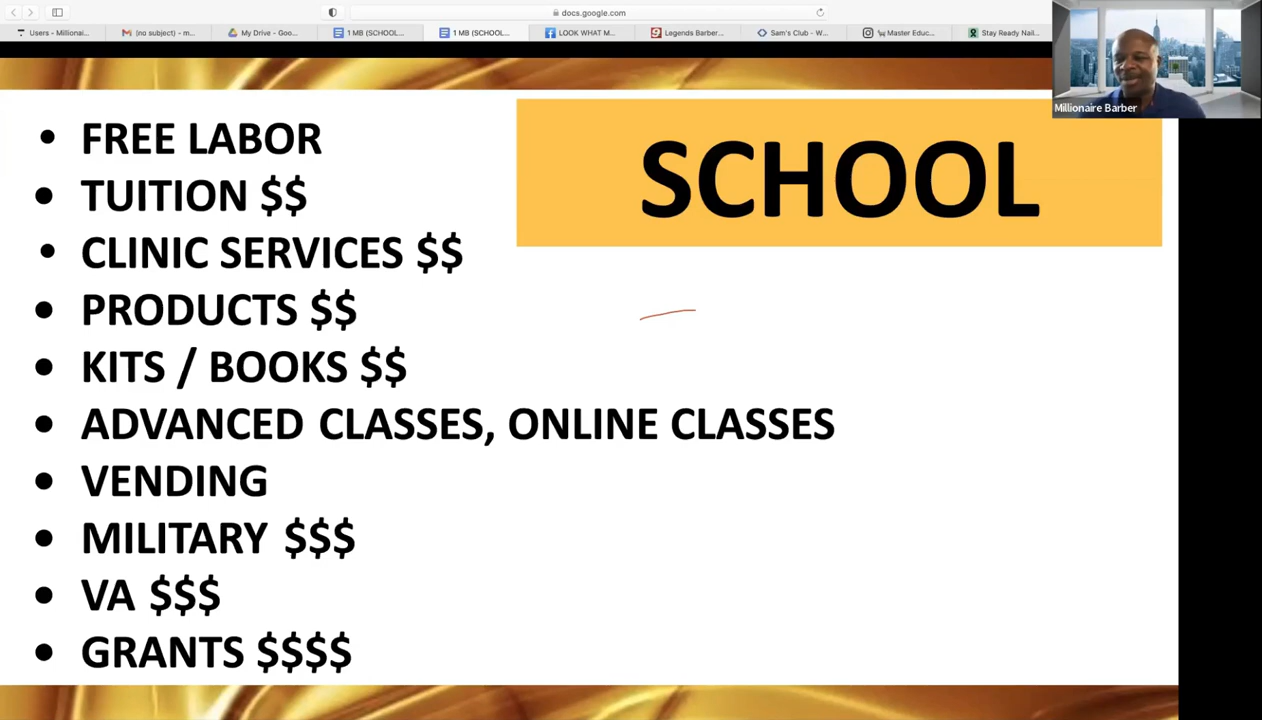 docs.google.com
Users - Millionai...
(no subject) - m...
My Drive - Goo...
1 MB (SCHOOL...
1 MB (SCHOOL...
LOOK WHAT M...
Legends Barber...
Sam's Club - W...
Master Educ...
Stay Ready Nail...
Millionaire Barber
SCHOOL
• FREE LABOR
• TUITION $$
• CLINIC SERVICES $$
• PRODUCTS $$
• KITS / BOOKS $$
• ADVANCED CLASSES, ONLINE CLASSES
• VENDING
• MILITARY $$$
• VA $$$
• GRANTS $$$$